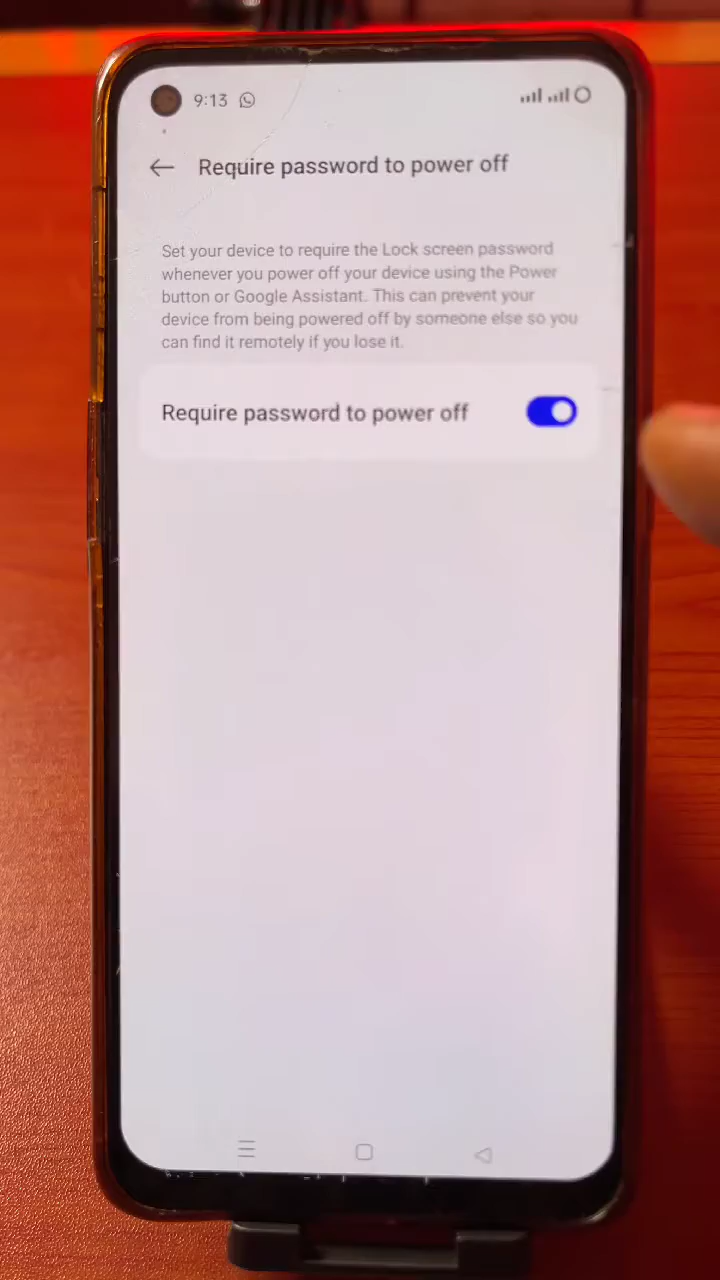 9:13
Require password to power off
Set your device to require the Lock screen password
whenever you power off your device using the Power
button or Google Assistant. This can prevent your
device from being powered off by someone else so you
can find it remotely if you lose it.
Require password to power off